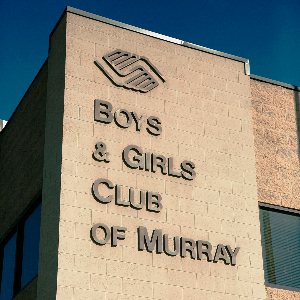 BOYS
& GIRLS
CLUB
OF MURRAY